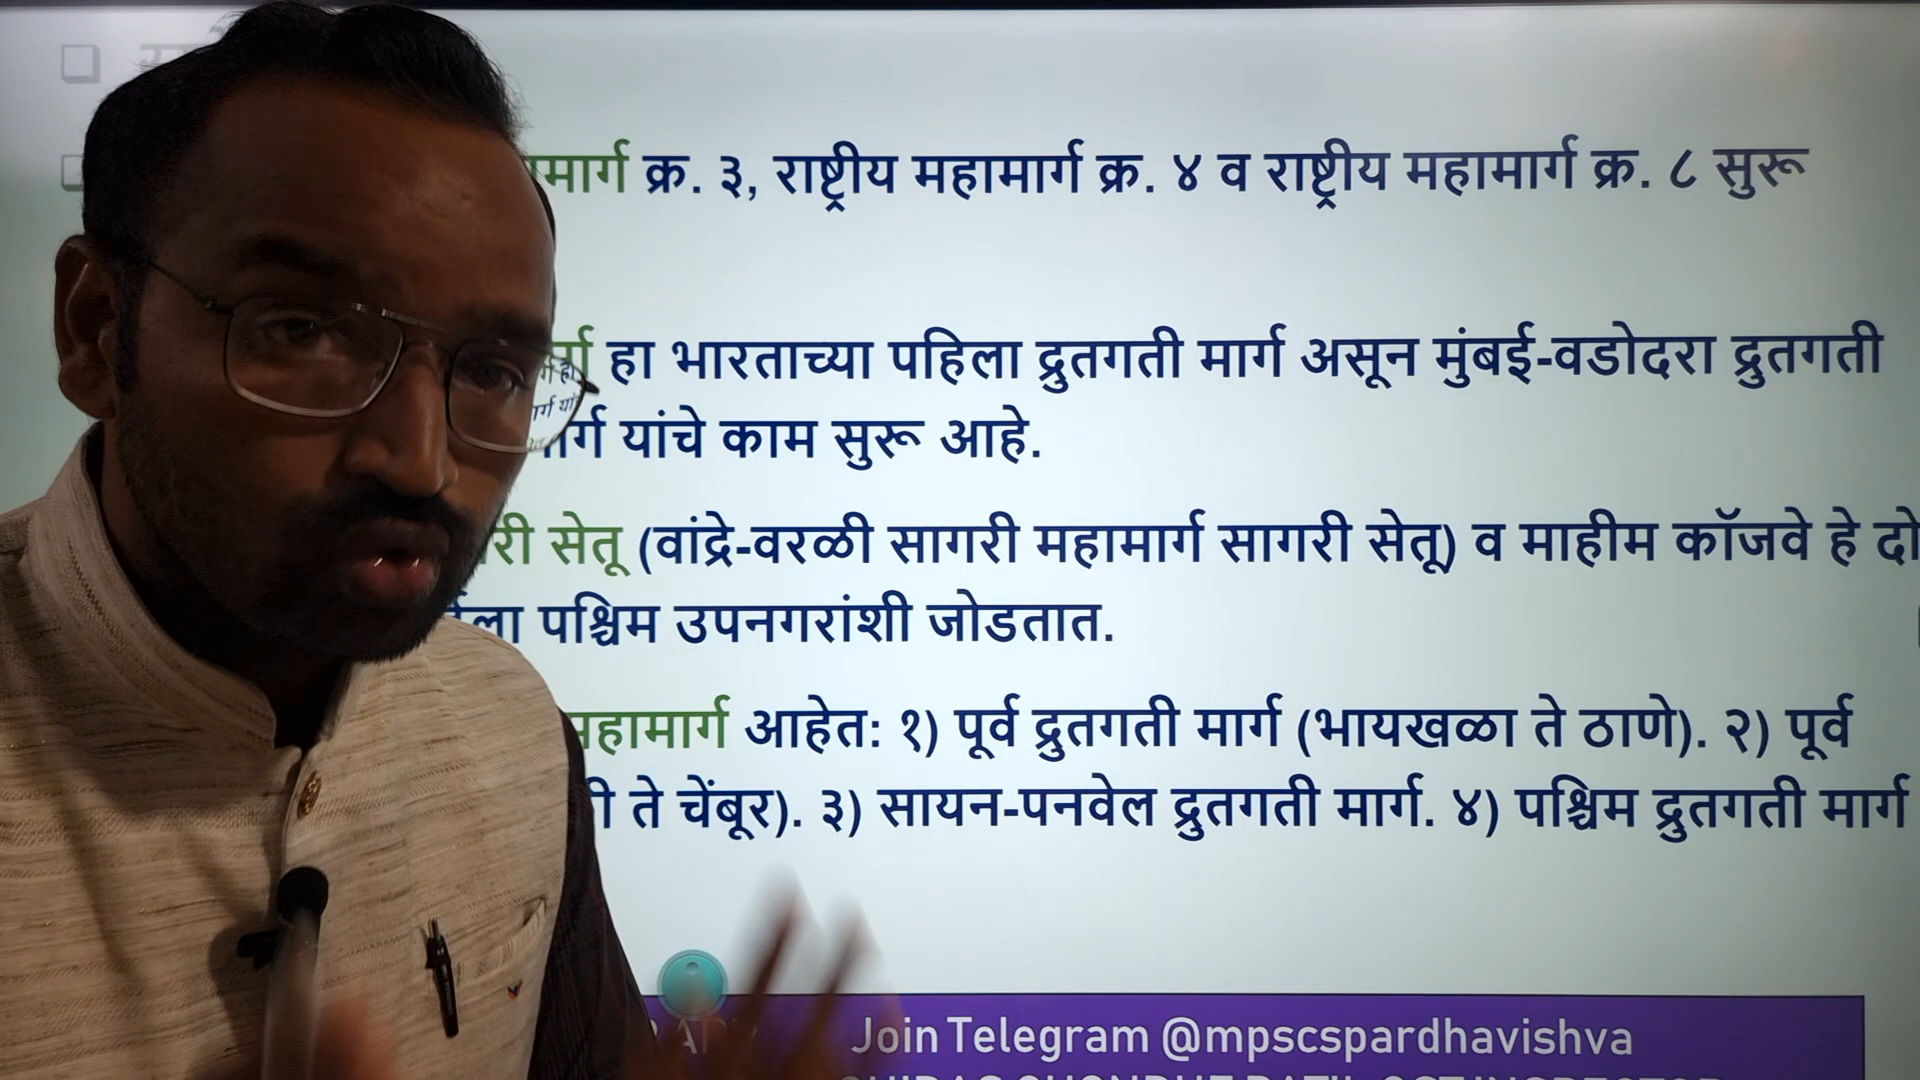 मार्ग क्र. ३, राष्ट्रीय महामार्ग क्र. ४ व राष्ट्रीय महामार्ग क्र. ८ सुरू
हा भारताच्या पहिला द्रुतगती मार्ग असून मुंबई-वडोदरा द्रुतगती
यांचे काम सुरू आहे.
सेतू (वांद्रे-वरळी सागरी महामार्ग सागरी सेतू) व माहीम कॉजवे हे
पश्चिम उपनगरांशी जोडतात.
महामार्ग आहेत: १) पूर्व द्रुतगती मार्ग (भायखळा ते ठाणे). २) पूर्व
ते चेंबूर). ३) सायन-पनवेल द्रुतगती मार्ग. ४) पश्चिम द्रुतगती मार्ग
Join Telegram @mpscspardhavishva